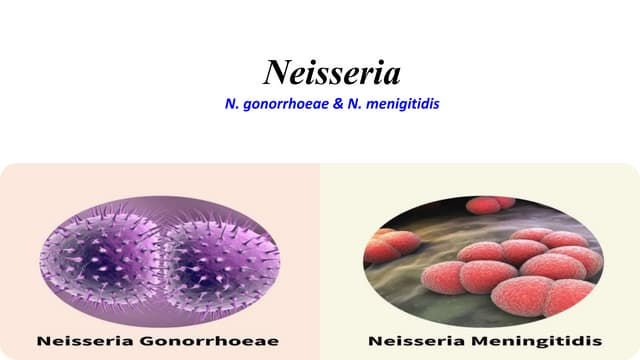 Neisseria
N. gonorrhoeae & N. menigitidis
Neisseria Gonorrhoeae
Neisseria Meningitidis